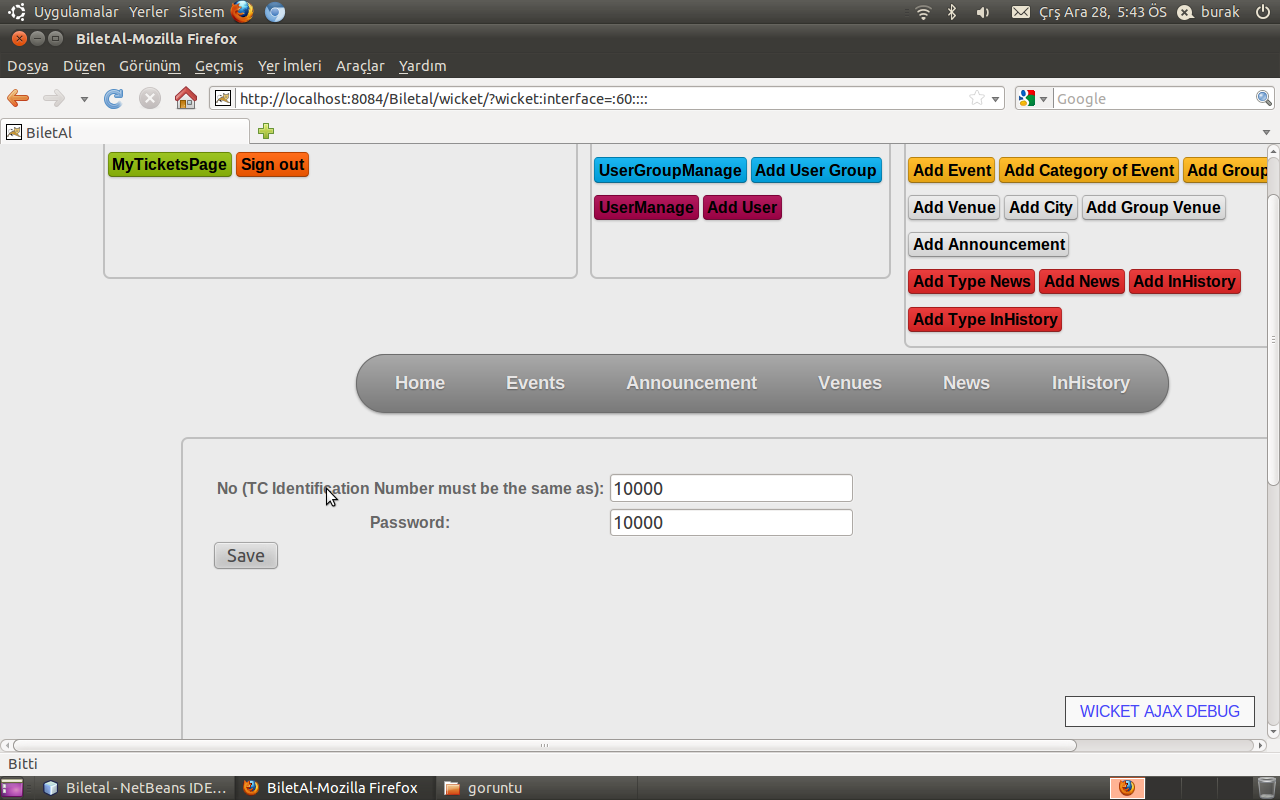 Uygulamalar Yerler Sistem Çrş Ara 28, 5:43 ÖS burak
BiletAl-Mozilla Firefox
Dosya Düzen Görünüm Geçmiş Yer İmleri Araçlar Yardım
http://localhost:8084/Biletal/wicket/?wicket:interface=:60:::: Google
BiletAl
MyTicketsPage Sign out
UserGroupManage Add User Group
UserManage Add User
Add Event Add Category of Event Add Group
Add Venue Add City Add Group Venue
Add Announcement
Add Type News Add News Add InHistory
Add Type InHistory
Home Events Announcement Venues News InHistory
No (TC Identification Number must be the same as): 10000
Password: 10000
Save
WICKET AJAX DEBUG
Bitti
Biletal - NetBeans IDE... BiletAl-Mozilla Firefox goruntu